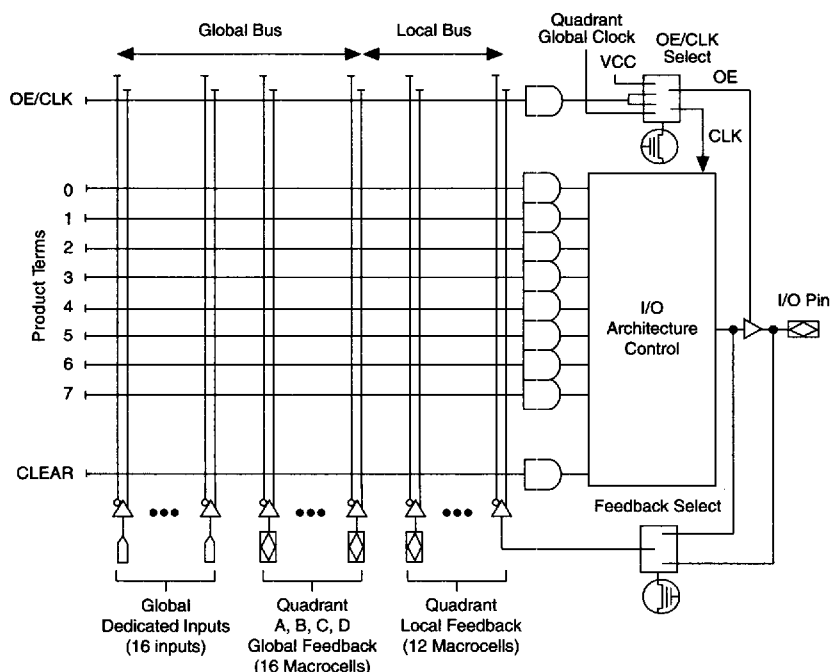 Global Bus
Local Bus
Quadrant
Global Clock
OE/CLK
Select
VCC
OE
OE/CLK
CLK
Product Terms
0
1
2
3
4
5
6
7
I/O
Architecture
Control
I/O Pin
CLEAR
Feedback Select
Global
Dedicated Inputs
(16 inputs)
Quadrant
A, B, C, D
Global Feedback
(16 Macrocells)
Quadrant
Local Feedback
(12 Macrocells)